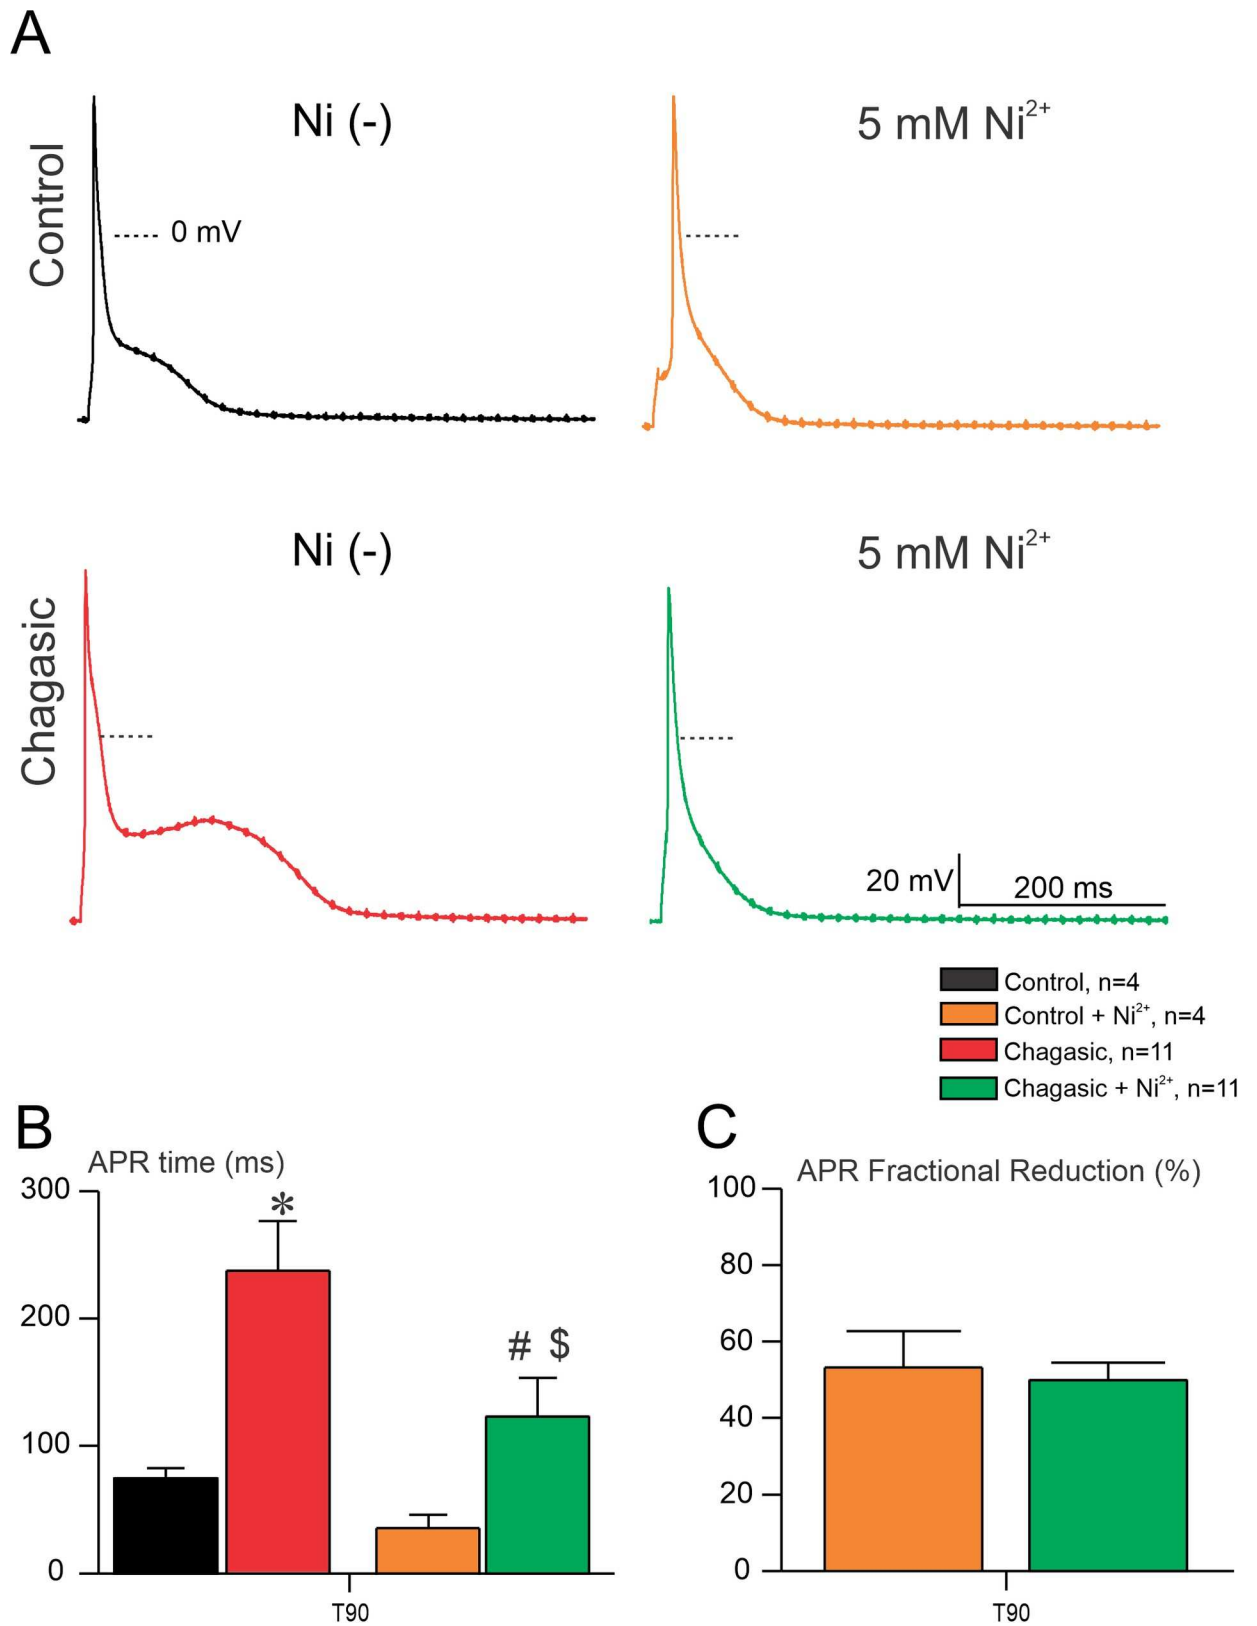 A
Control
Ni (-)
5 mM Ni²⁺
0 mV
Chagasic
Ni (-)
5 mM Ni²⁺
20 mV
200 ms
Control, n=4
Control + Ni²⁺, n=4
Chagasic, n=11
Chagasic + Ni²⁺, n=11
B
APR time (ms)
300
200
100
0
*
# $
T90
C
APR Fractional Reduction (%)
100
80
60
40
20
0
T90